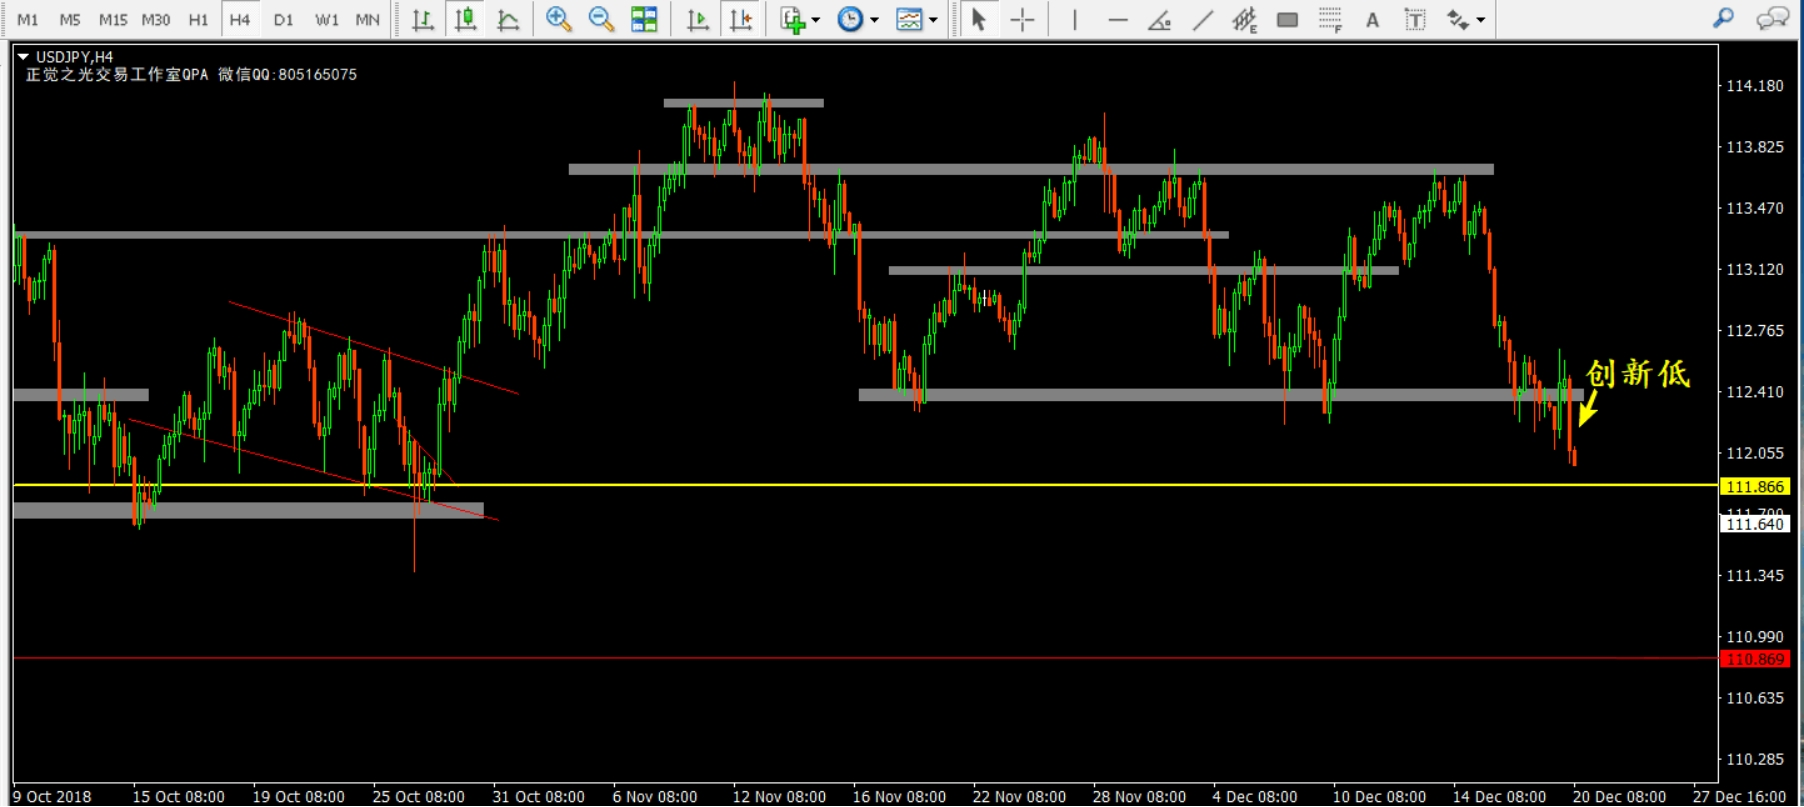 M1 M5 M15 M30 H1 H4 D1 W1 MN
E F A T
USDJPY,H4
正觉之光交易工作室QPA 微信QQ:805165075
114.180
113.825
113.470
113.120
112.765
创新低
112.410
112.055
111.866
111.700
111.640
111.345
110.990
110.869
110.635
110.285
9 Oct 2018 15 Oct 08:00 19 Oct 08:00 25 Oct 08:00 31 Oct 08:00 6 Nov 08:00 12 Nov 08:00 16 Nov 08:00 22 Nov 08:00 28 Nov 08:00 4 Dec 08:00 10 Dec 08:00 14 Dec 08:00 20 Dec 08:00 27 Dec 16:00